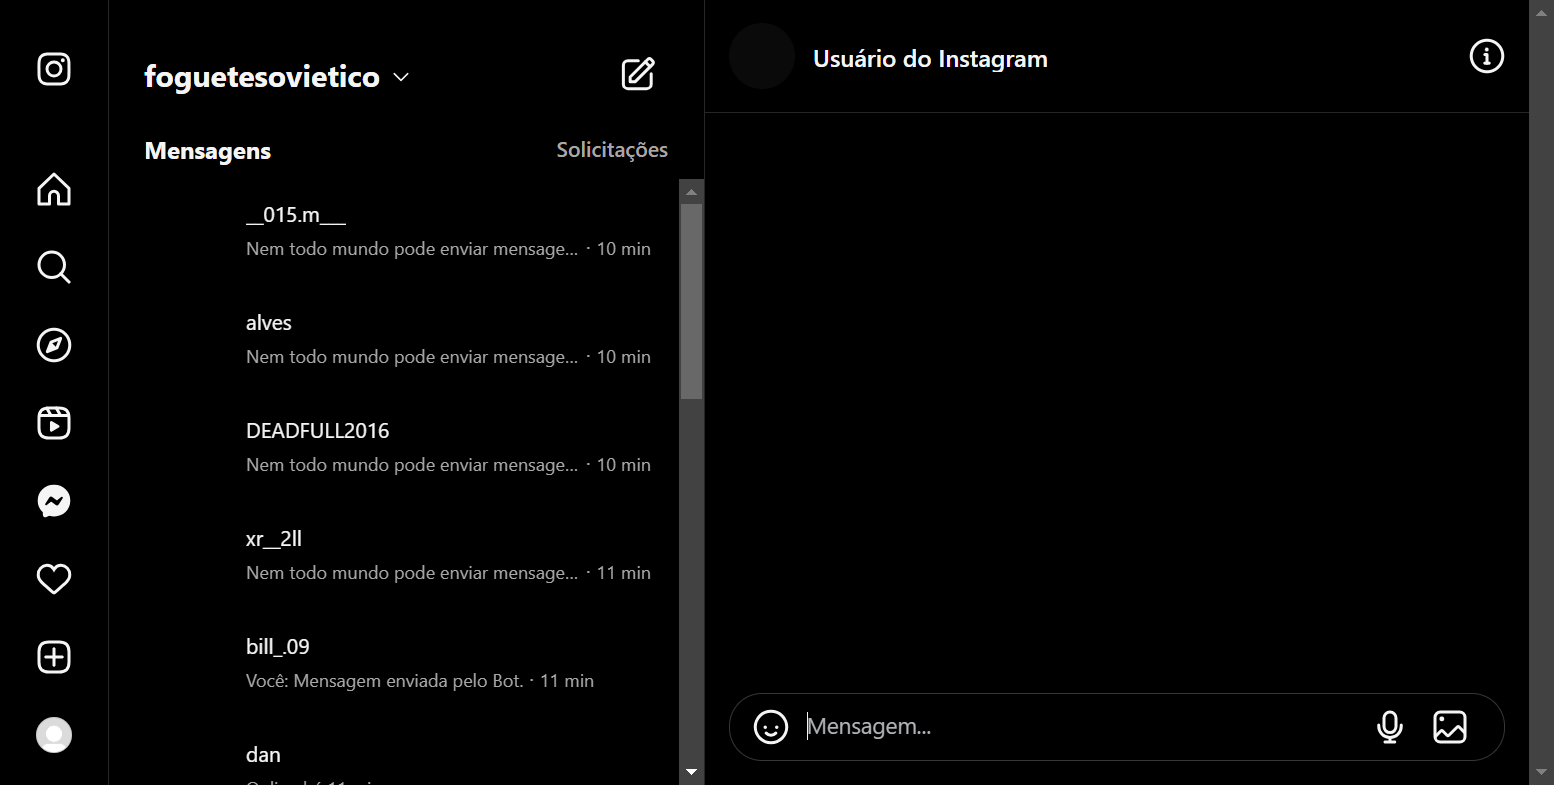 foguetesovietico
Mensagens
Solicitações
__015.m___
Nem todo mundo pode enviar mensage... · 10 min
alves
Nem todo mundo pode enviar mensage... · 10 min
DEADFULL2016
Nem todo mundo pode enviar mensage... · 10 min
xr__2ll
Nem todo mundo pode enviar mensage... · 11 min
bill_.09
Você: Mensagem enviada pelo Bot. · 11 min
dan
Usuário do Instagram
Mensagem...